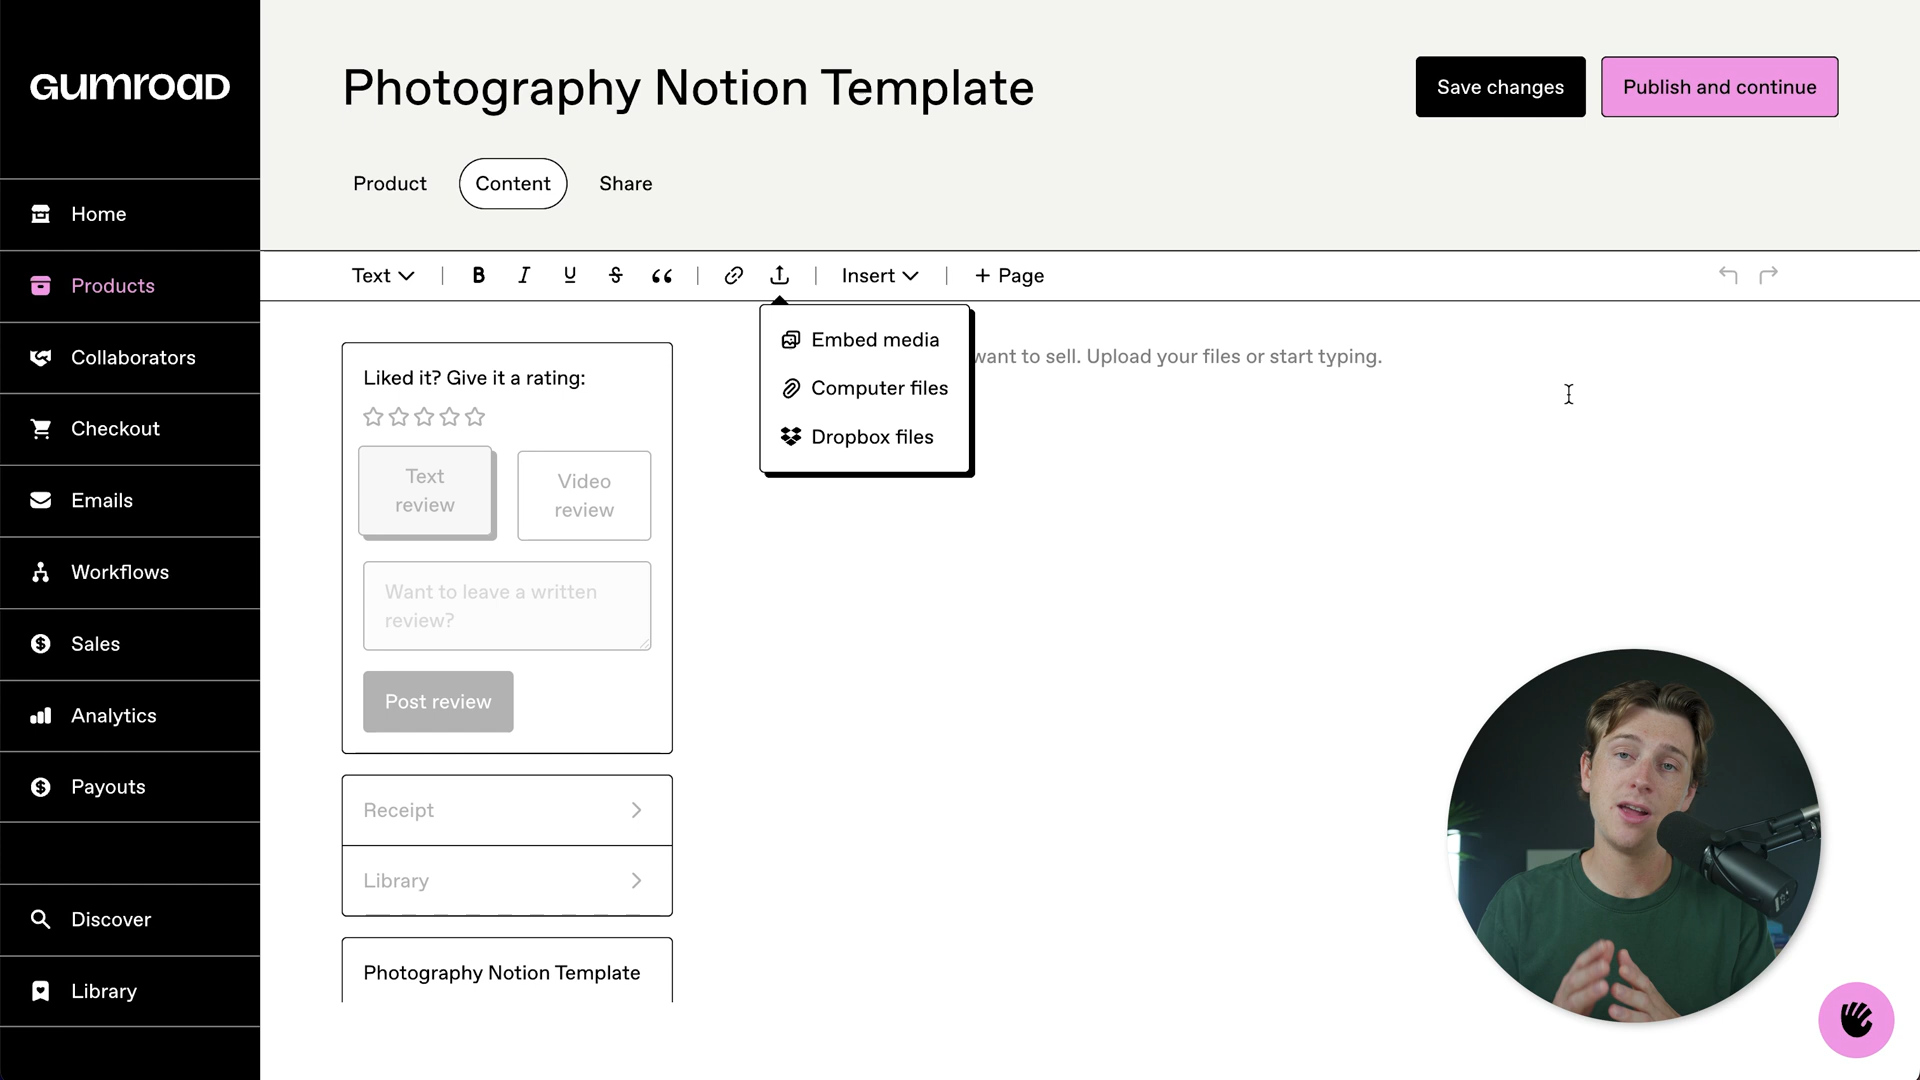 GUMROAD
Home
Products
Collaborators
Checkout
Emails
Workflows
Sales
Analytics
Payouts
Discover
Library
Photography Notion Template
Save changes
Publish and continue
Product
Content
Share
Text
B
I
U
S
Insert
+ Page
Embed media
Computer files
Dropbox files
want to sell. Upload your files or start typing.
Liked it? Give it a rating:
Text
review
Video
review
Want to leave a written
review?
Post review
Receipt
Library
Photography Notion Template